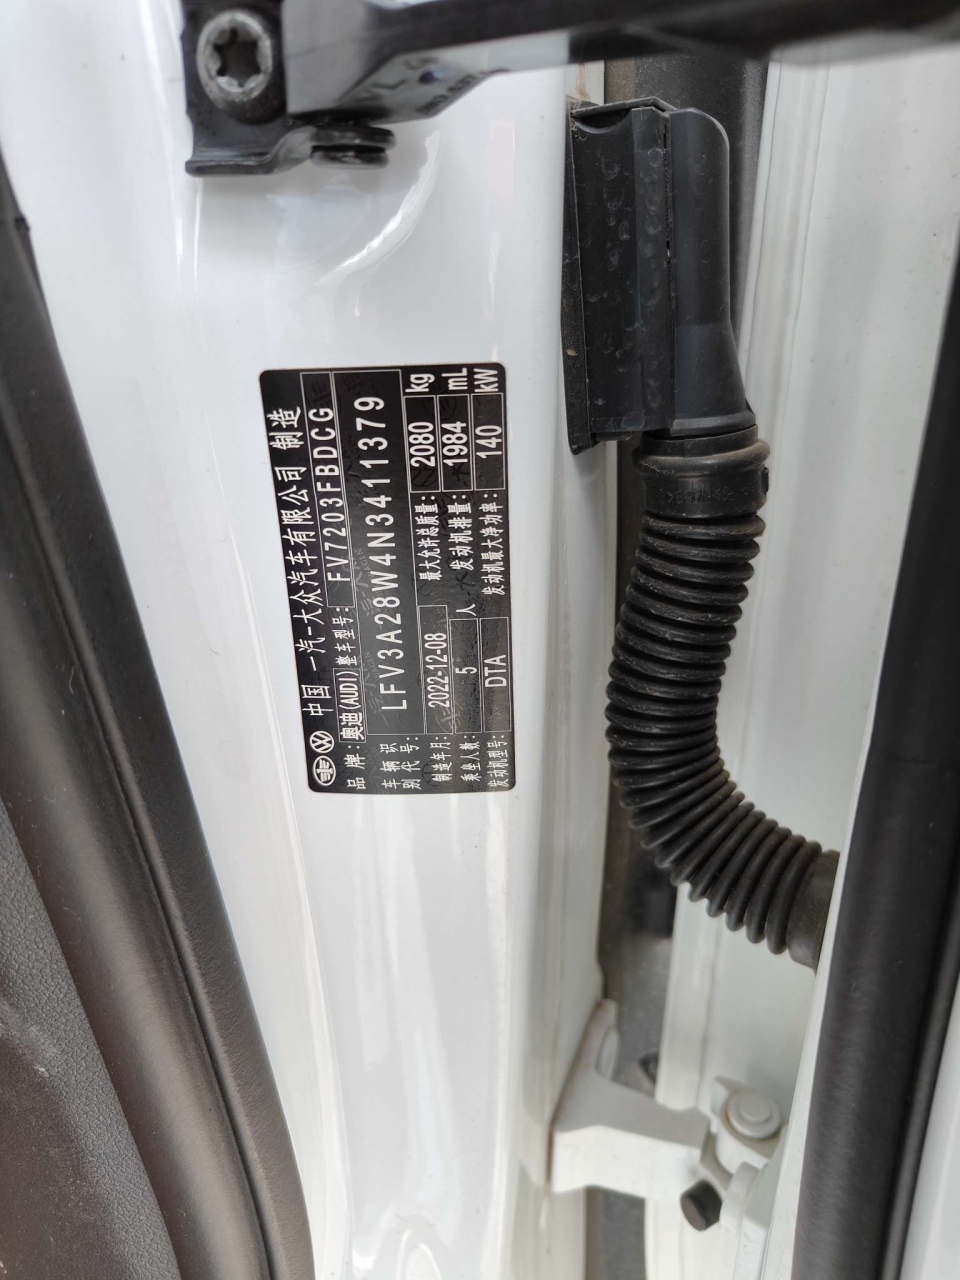 中国 一汽-大众汽车有限公司 制造
品牌: 奥迪(AUDI) 整车型号: FV7203FBDCG
车辆识别代号: LFV3A28W4N3411379
制造年月: 2022-12-08 最大允许总质量: 2080 kg
乘坐人数: 5 人 发动机排量: 1984 mL
发动机型号: DTA 发动机最大净功率: 140 kW